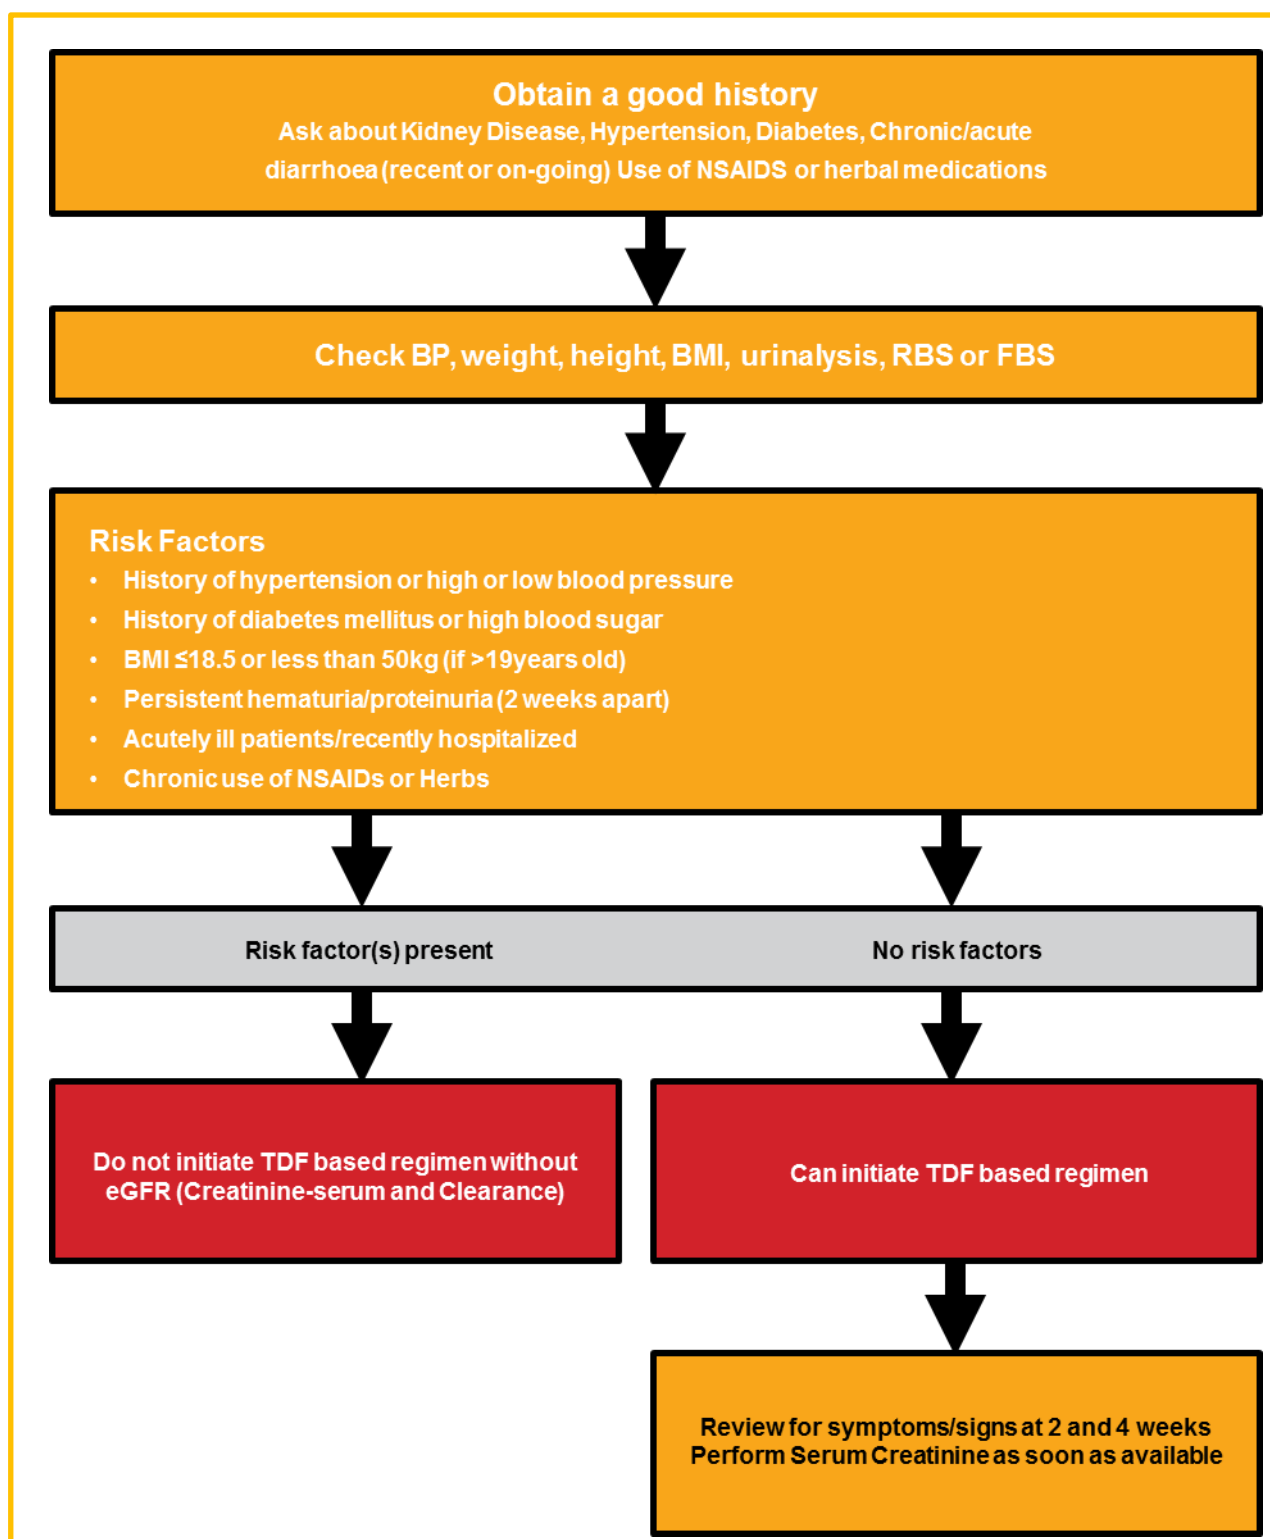 Obtain a good history
Ask about Kidney Disease, Hypertension, Diabetes, Chronic/acute
diarrhoea (recent or on-going) Use of NSAIDS or herbal medications
Check BP, weight, height, BMI, urinalysis, RBS or FBS
Risk Factors
• History of hypertension or high or low blood pressure
• History of diabetes mellitus or high blood sugar
• BMI ≤18.5 or less than 50kg (if >19years old)
• Persistent hematuria/proteinuria (2 weeks apart)
• Acutely ill patients/recently hospitalized
• Chronic use of NSAIDs or Herbs
Risk factor(s) present
No risk factors
Do not initiate TDF based regimen without
eGFR (Creatinine-serum and Clearance)
Can initiate TDF based regimen
Review for symptoms/signs at 2 and 4 weeks
Perform Serum Creatinine as soon as available